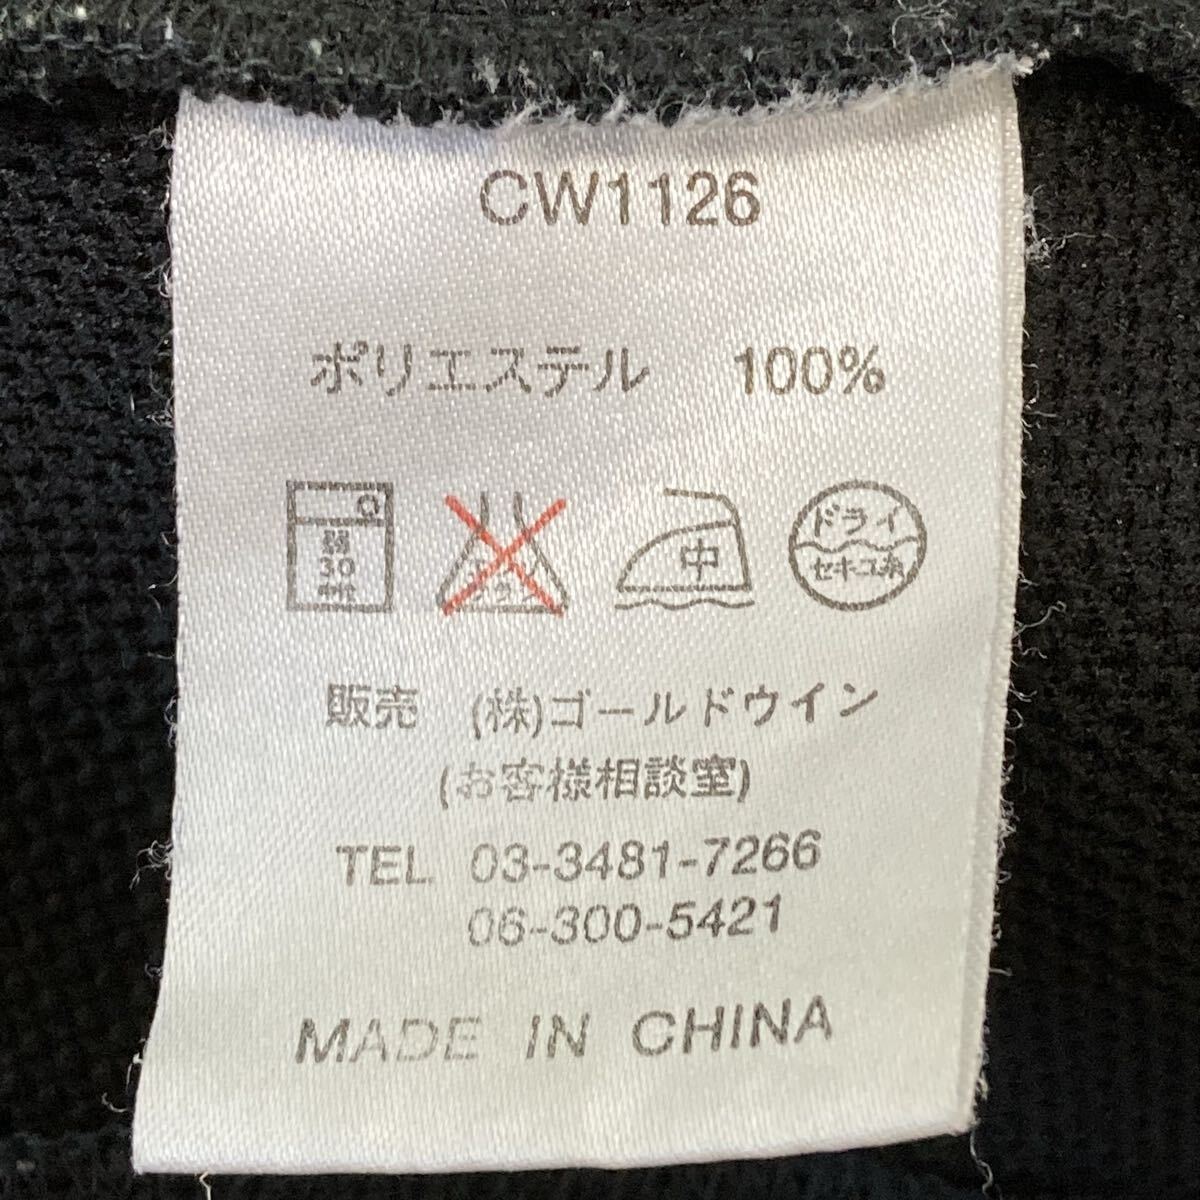 CW1126
ポリエステル 100%
弱
30
中性
ドライ
中
セキユ系
販売 (株)ゴールドウイン
(お客様相談室)
TEL 03-3481-7266
06-300-5421
MADE IN CHINA